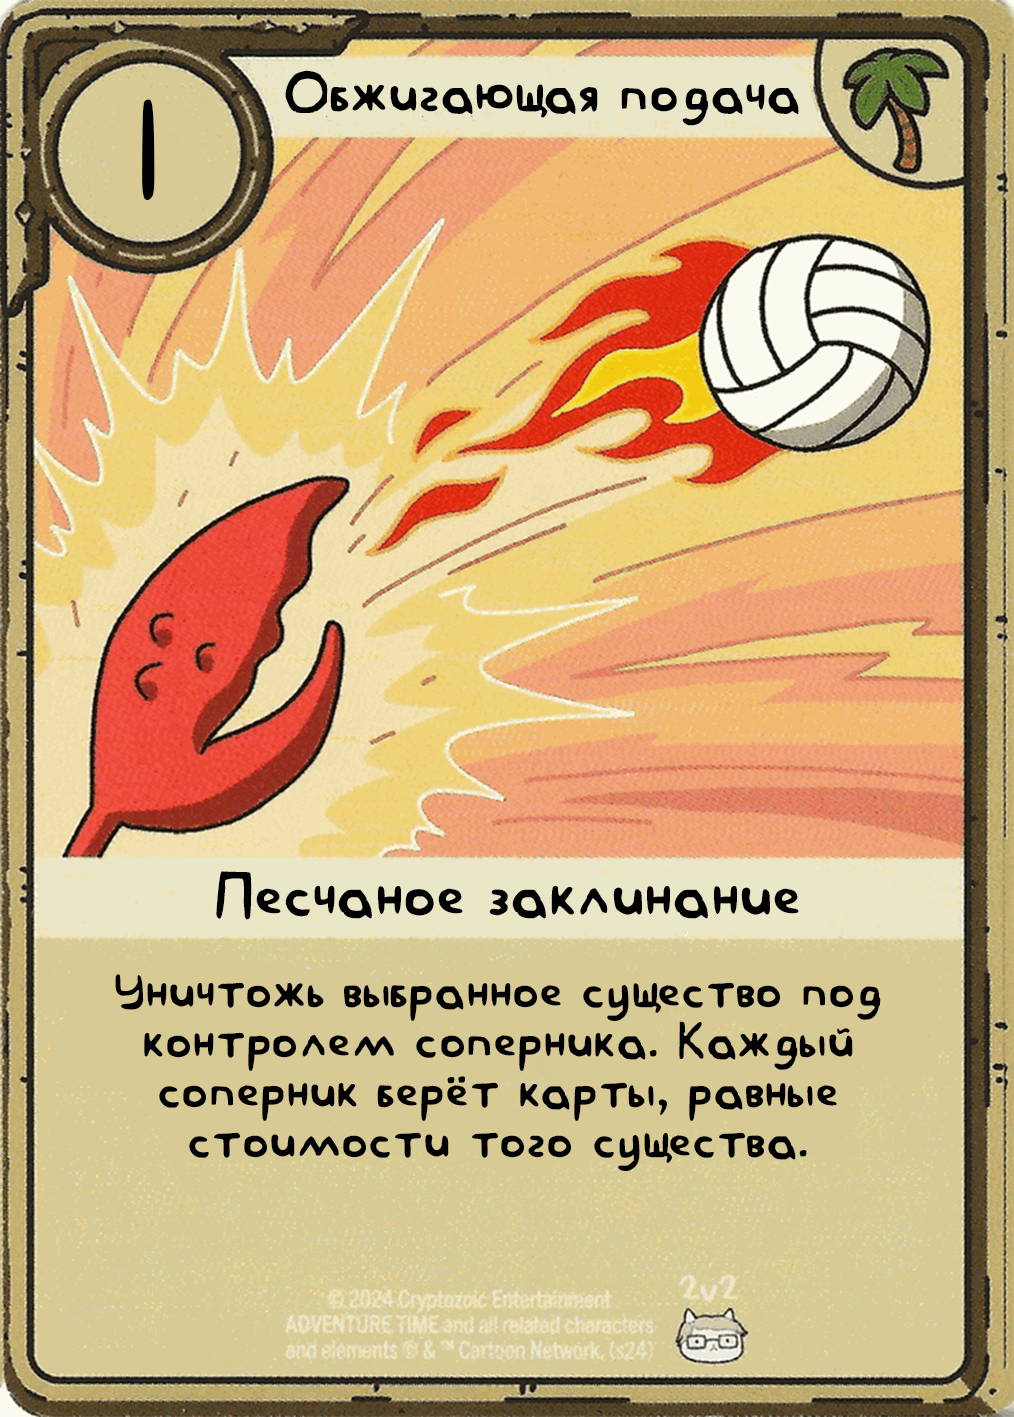 1
Обжигающая подача
Песчаное заклинание
Уничтожь выбранное существо под
контролем соперника. Каждый
соперник берёт карты, равные
стоимости того существа.
2v2
© 2024 Cryptozoic Entertainment
ADVENTURE TIME and all related characters
and elements © & ™ Cartoon Network. (s24)